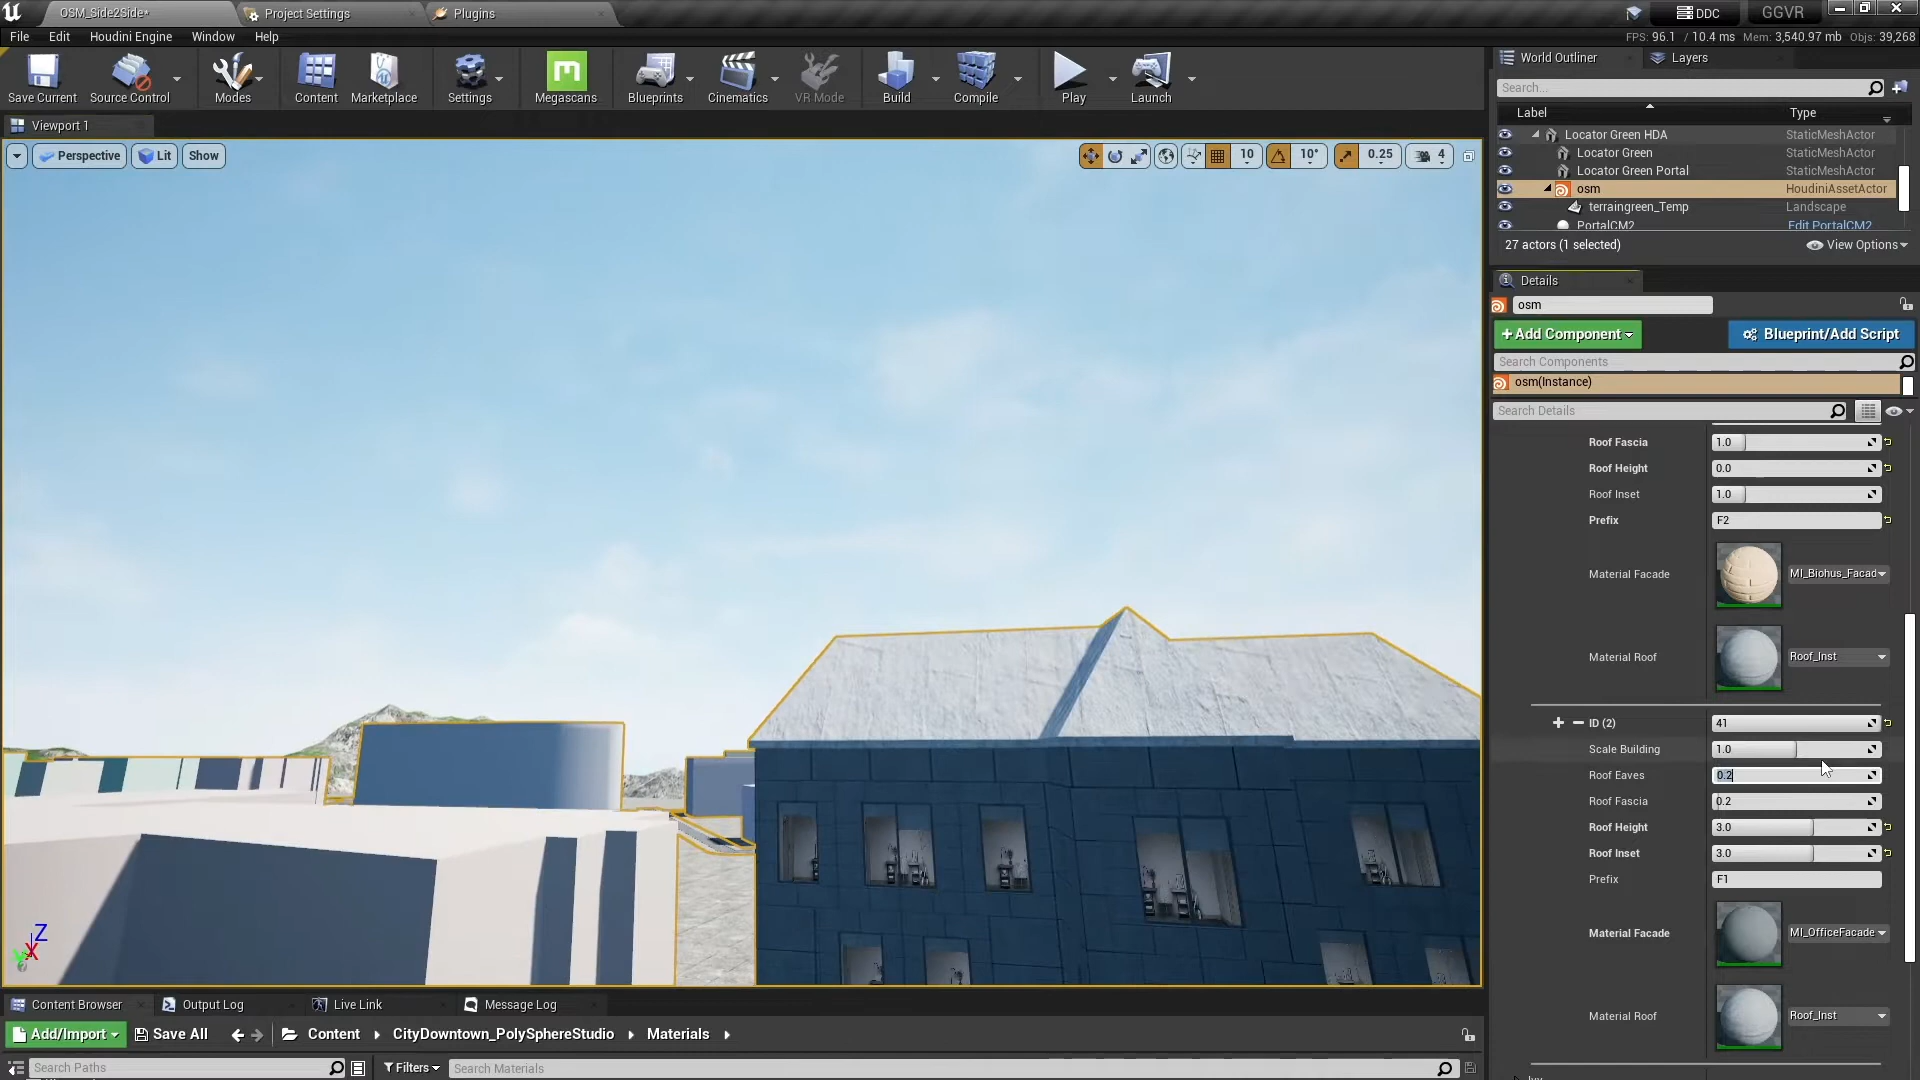 OSM_Side2Side*
Project Settings
Plugins
DDC
GGVR
File Edit Houdini Engine Window Help
FPS: 96.1 / 10.4 ms Mem: 3,540.97 mb Objs: 39,268
Save Current
Source Control
Modes
Content
Marketplace
Settings
Megascans
Blueprints
Cinematics
VR Mode
Build
Compile
Play
Launch
World Outliner
Layers
Search...
Label Type
Locator Green HDA StaticMeshActor
Locator Green StaticMeshActor
Locator Green Portal StaticMeshActor
osm HoudiniAssetActor
terraingreen_Temp Landscape
PortalCM2 Edit PortalCM2
27 actors (1 selected) View Options
Viewport 1
Perspective
Lit
Show
10
10°
0.25
4
Z
X
Y
Details
osm
+Add Component
Blueprint/Add Script
Search Components
osm(Instance)
Search Details
Roof Fascia 1.0
Roof Height 0.0
Roof Inset 1.0
Prefix F2
Material Facade MI_Biohus_Facad
Material Roof Roof_Inst
ID (2) 41
Scale Building 1.0
Roof Eaves 0.2
Roof Fascia 0.2
Roof Height 3.0
Roof Inset 3.0
Prefix F1
Material Facade MI_OfficeFacade
Material Roof Roof_Inst
Content Browser
Output Log
Live Link
Message Log
Add/Import
Save All
Content
CityDowntown_PolySphereStudio
Materials
Search Paths
Filters
Search Materials